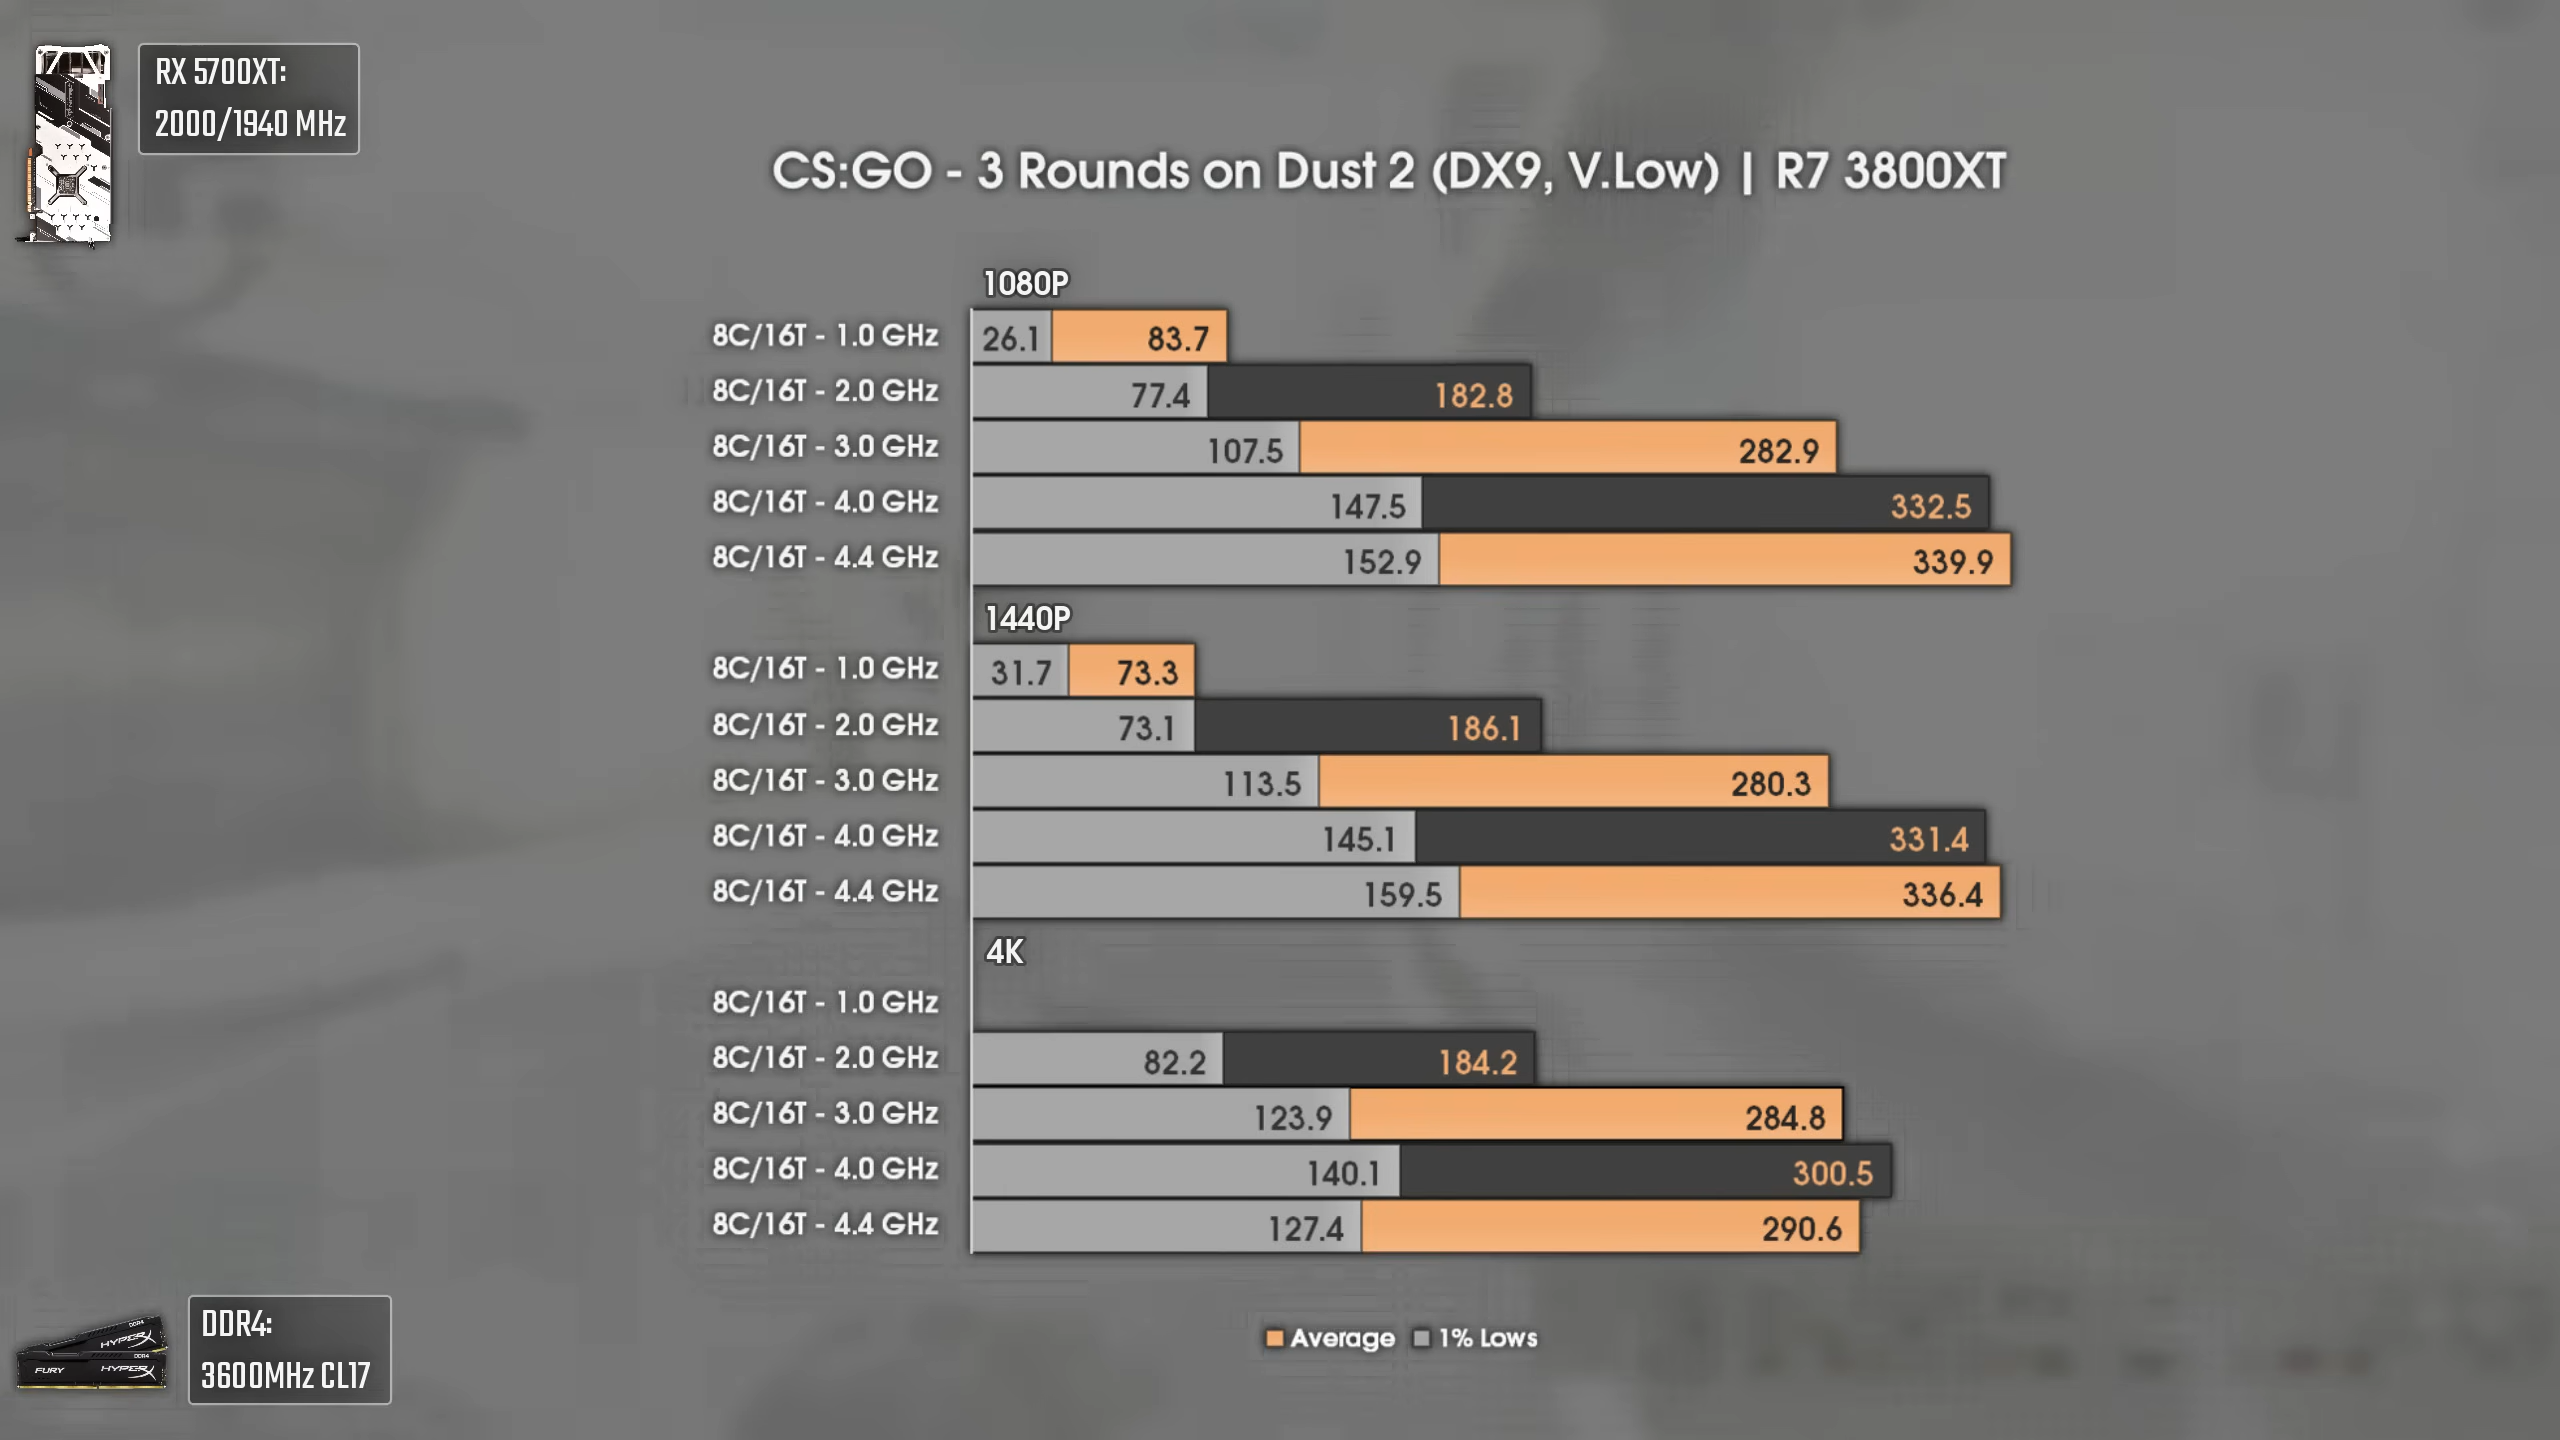 RX 5700XT:
2000/1940 MHz
CS:GO - 3 Rounds on Dust 2 (DX9, V.Low) | R7 3800XT
1080P
8C/16T - 1.0 GHz 26.1 83.7
8C/16T - 2.0 GHz 77.4 182.8
8C/16T - 3.0 GHz 107.5 282.9
8C/16T - 4.0 GHz 147.5 332.5
8C/16T - 4.4 GHz 152.9 339.9
1440P
8C/16T - 1.0 GHz 31.7 73.3
8C/16T - 2.0 GHz 73.1 186.1
8C/16T - 3.0 GHz 113.5 280.3
8C/16T - 4.0 GHz 145.1 331.4
8C/16T - 4.4 GHz 159.5 336.4
4K
8C/16T - 1.0 GHz
8C/16T - 2.0 GHz 82.2 184.2
8C/16T - 3.0 GHz 123.9 284.8
8C/16T - 4.0 GHz 140.1 300.5
8C/16T - 4.4 GHz 127.4 290.6
Average 1% Lows
DDR4
HYPERX
DDR4
FURY HYPERX
DDR4:
3600MHz CL17